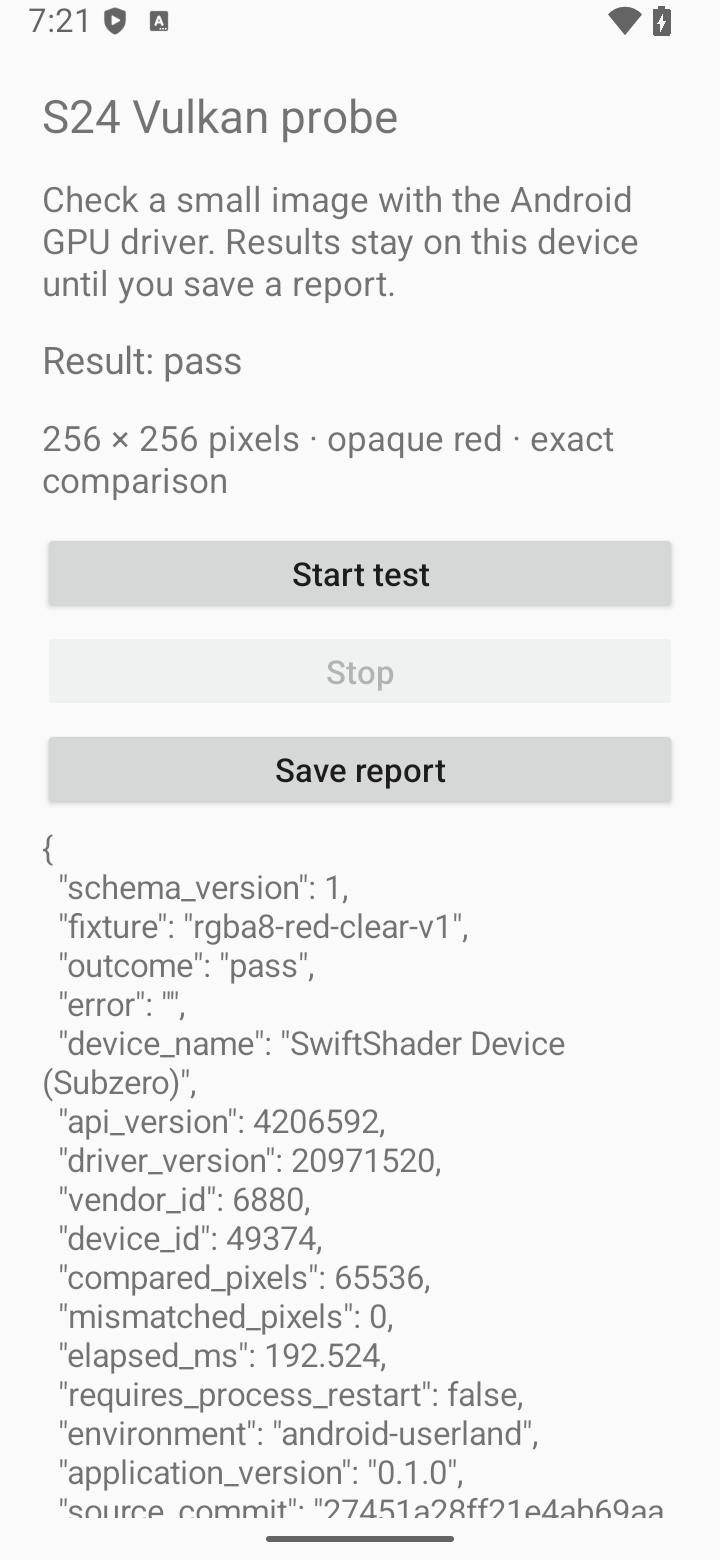 7:21
S24 Vulkan probe
Check a small image with the Android
GPU driver. Results stay on this device
until you save a report.
Result: pass
256 × 256 pixels · opaque red · exact
comparison
Start test
Stop
Save report
{
"schema_version": 1,
"fixture": "rgba8-red-clear-v1",
"outcome": "pass",
"error": "",
"device_name": "SwiftShader Device
(Subzero)",
"api_version": 4206592,
"driver_version": 20971520,
"vendor_id": 6880,
"device_id": 49374,
"compared_pixels": 65536,
"mismatched_pixels": 0,
"elapsed_ms": 192.524,
"requires_process_restart": false,
"environment": "android-userland",
"application_version": "0.1.0",
"source_commit": "27451a28ff21e4ab69aa